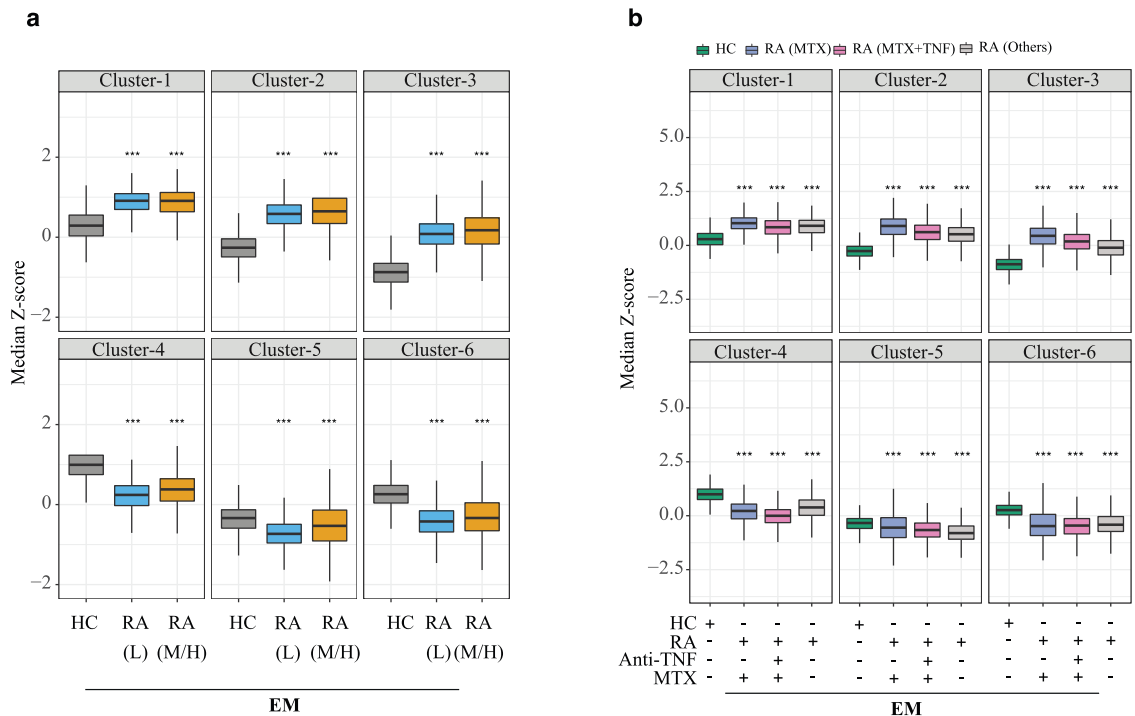 a
Cluster-1 Cluster-2 Cluster-3
2
0
−2
Cluster-4 Cluster-5 Cluster-6
2
0
−2
Median Z-score
*** *** *** *** *** ***
*** *** *** *** *** ***
HC RA RA HC RA RA HC RA RA
(L) (M/H) (L) (M/H) (L) (M/H)
EM
b
HC RA (MTX) RA (MTX+TNF) RA (Others)
Cluster-1 Cluster-2 Cluster-3
5.0
2.5
0.0
−2.5
Cluster-4 Cluster-5 Cluster-6
5.0
2.5
0.0
−2.5
Median Z-score
*** *** *** *** *** *** *** *** ***
*** *** *** *** *** *** *** *** ***
HC + - - - + - - - + - - -
RA - + + + - + + + - + + +
Anti-TNF - - + - - - + - - - + -
MTX - + + - - + + - - + + -
EM